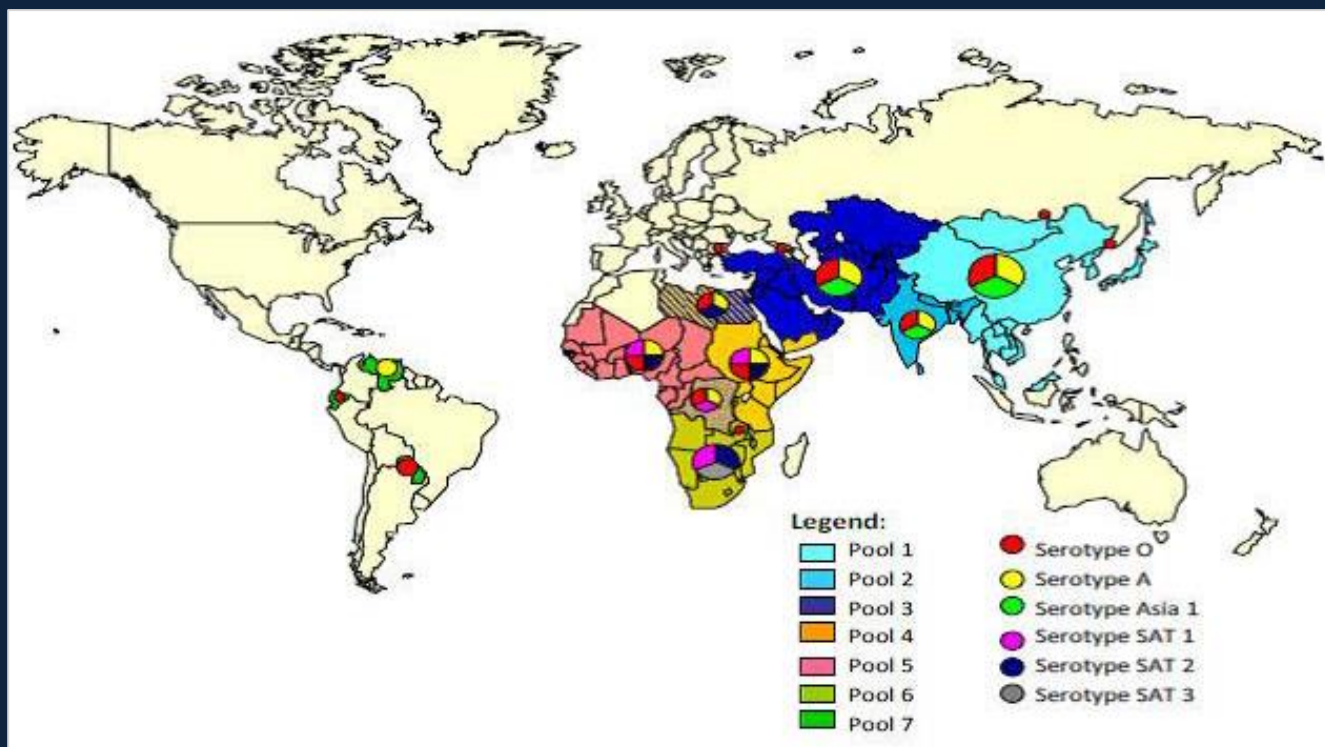 Legend:
Pool 1
Pool 2
Pool 3
Pool 4
Pool 5
Pool 6
Pool 7
Serotype O
Serotype A
Serotype Asia 1
Serotype SAT 1
Serotype SAT 2
Serotype SAT 3